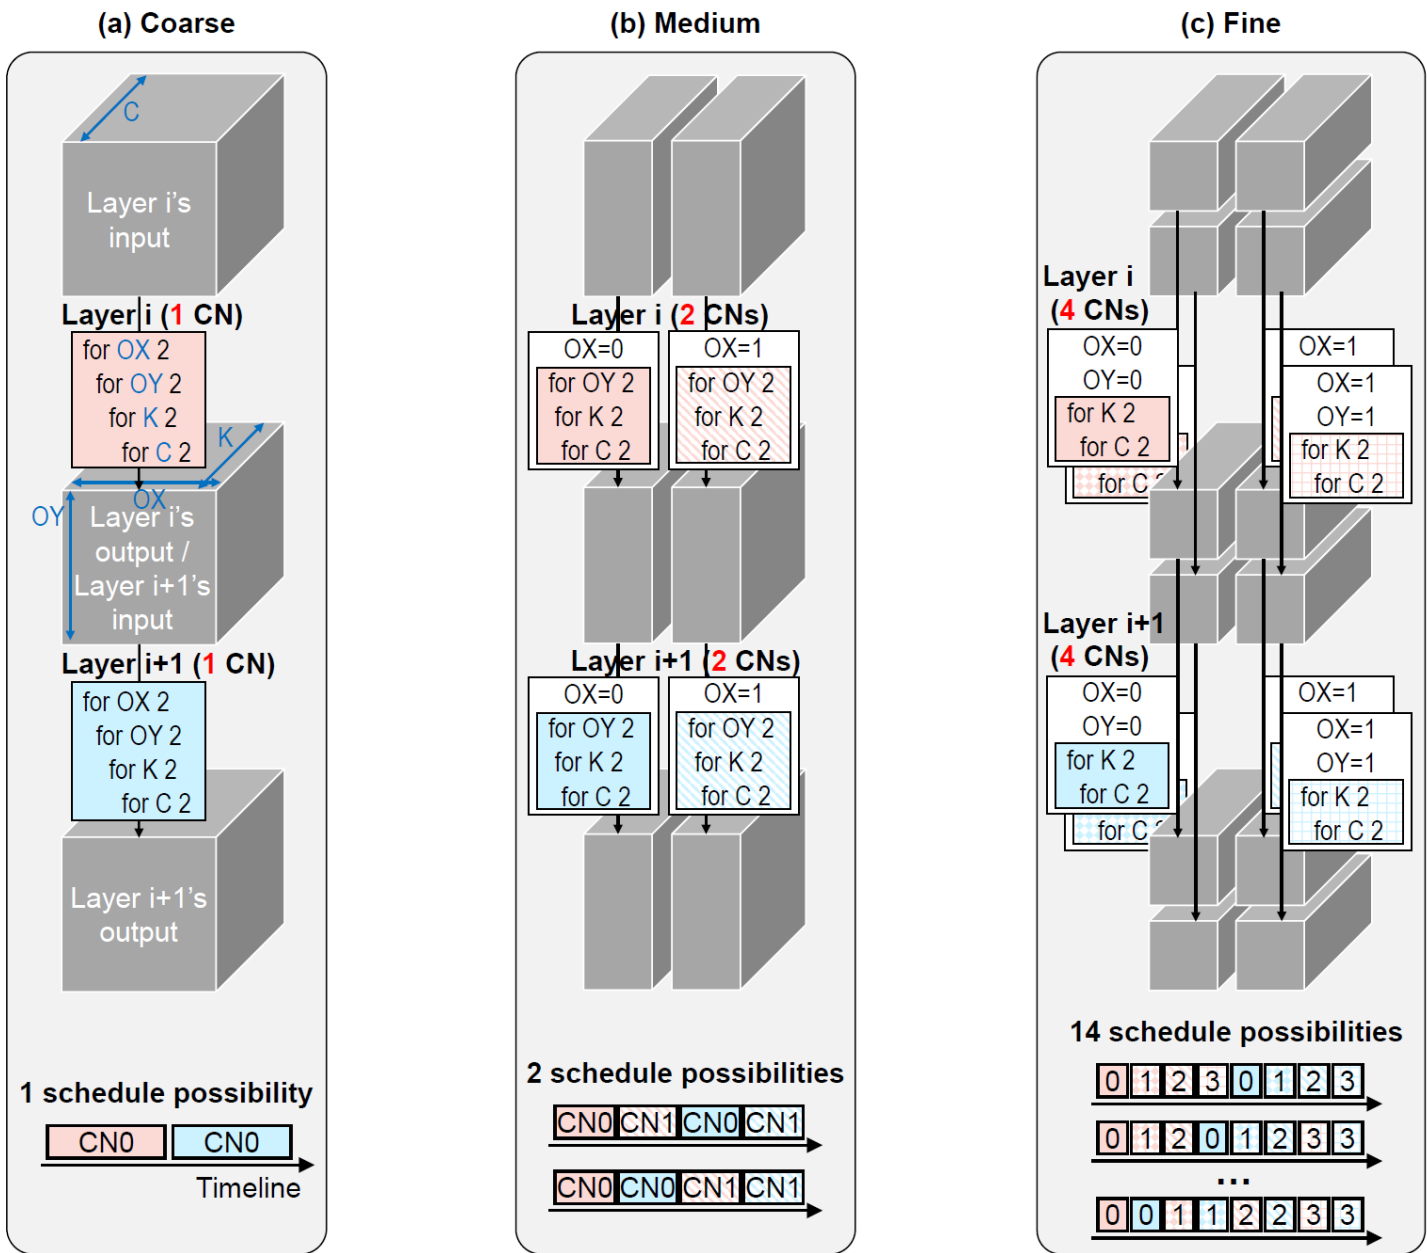 (a) Coarse
C
Layer i's
input
Layer i (1 CN)
for OX 2
for OY 2
for K 2
for C 2
K
OX
OY
Layer i's
output /
Layer i+1's
input
Layer i+1 (1 CN)
for OX 2
for OY 2
for K 2
for C 2
Layer i+1's
output
1 schedule possibility
CN0 CN0
Timeline
(b) Medium
Layer i (2 CNs)
OX=0
for OY 2
for K 2
for C 2
OX=1
for OY 2
for K 2
for C 2
Layer i+1 (2 CNs)
OX=0
for OY 2
for K 2
for C 2
OX=1
for OY 2
for K 2
for C 2
2 schedule possibilities
CN0 CN1 CN0 CN1
CN0 CN0 CN1 CN1
(c) Fine
Layer i
(4 CNs)
OX=0
OY=0
for K 2
for C 2
for C 2
OX=1
OX=1
OY=1
for K 2
for C 2
Layer i+1
(4 CNs)
OX=0
OY=0
for K 2
for C 2
for C
OX=1
OX=1
OY=1
for K 2
for C 2
14 schedule possibilities
0 1 2 3 0 1 2 3
0 1 2 0 1 2 3 3
...
0 0 1 1 2 2 3 3